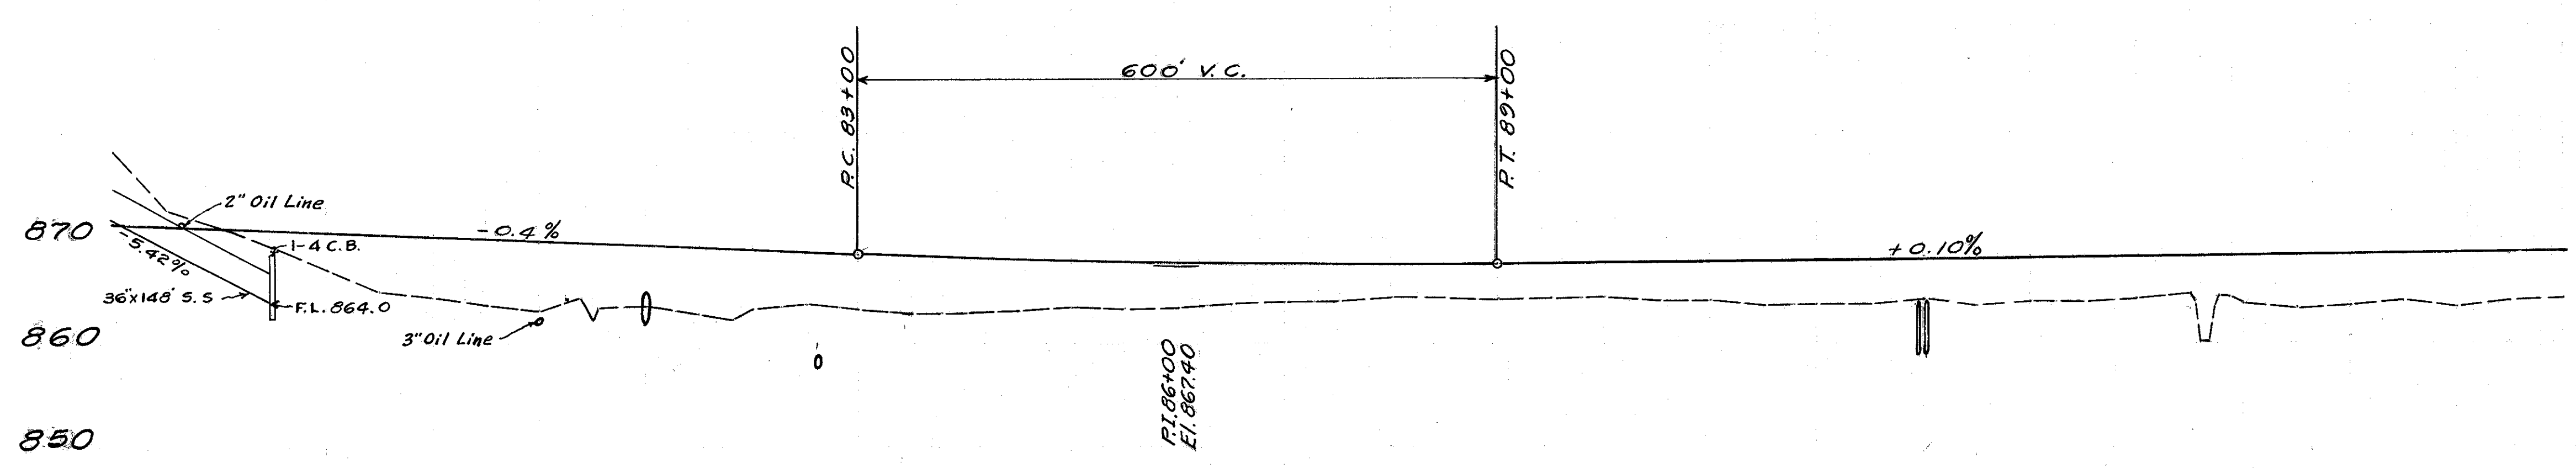 600' V.C.
P.C. 83+00
P.T. 89+00
2" Oil Line
870
-0.4%
1-4 C.B.
+0.10%
-5.42%
36"x148' S.S
F.L. 864.0
860
3" Oil Line
P.I. 86+00
El. 867.40
850